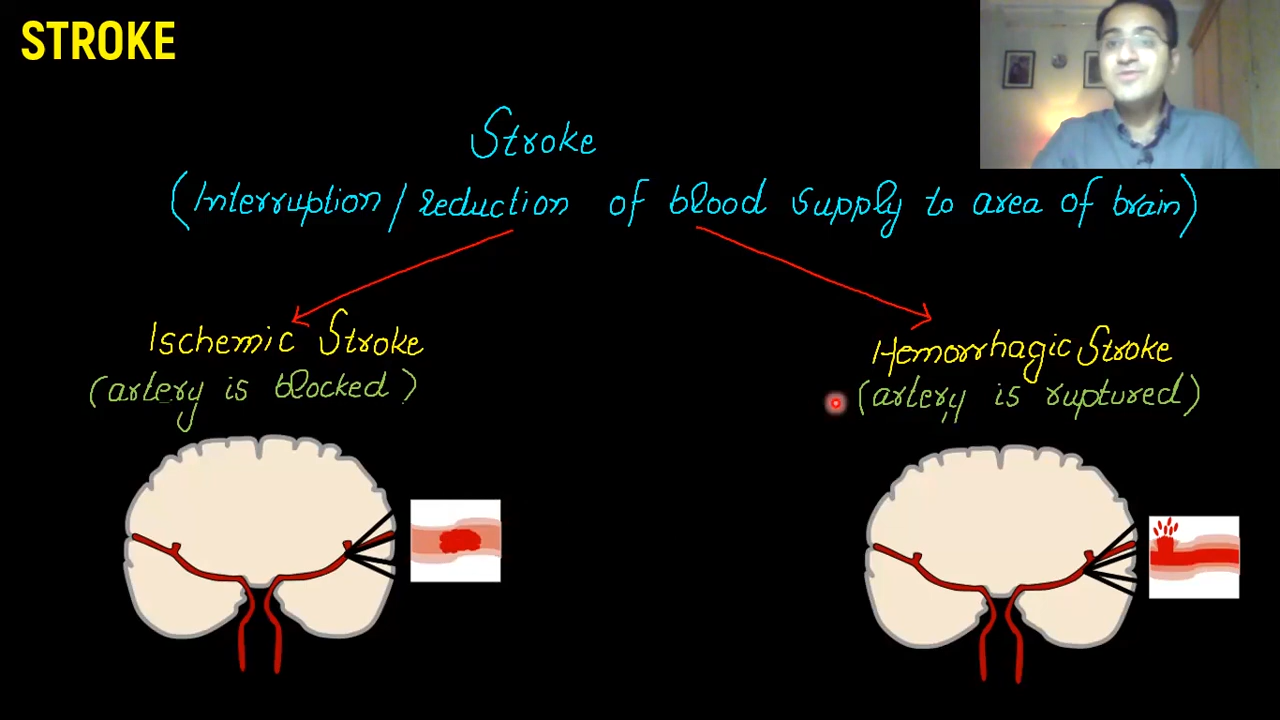 STROKE
Stroke
(Interruption/reduction of blood supply to area of brain)
Ischemic Stroke
(artery is blocked)
Hemorrhagic Stroke
(artery is ruptured)